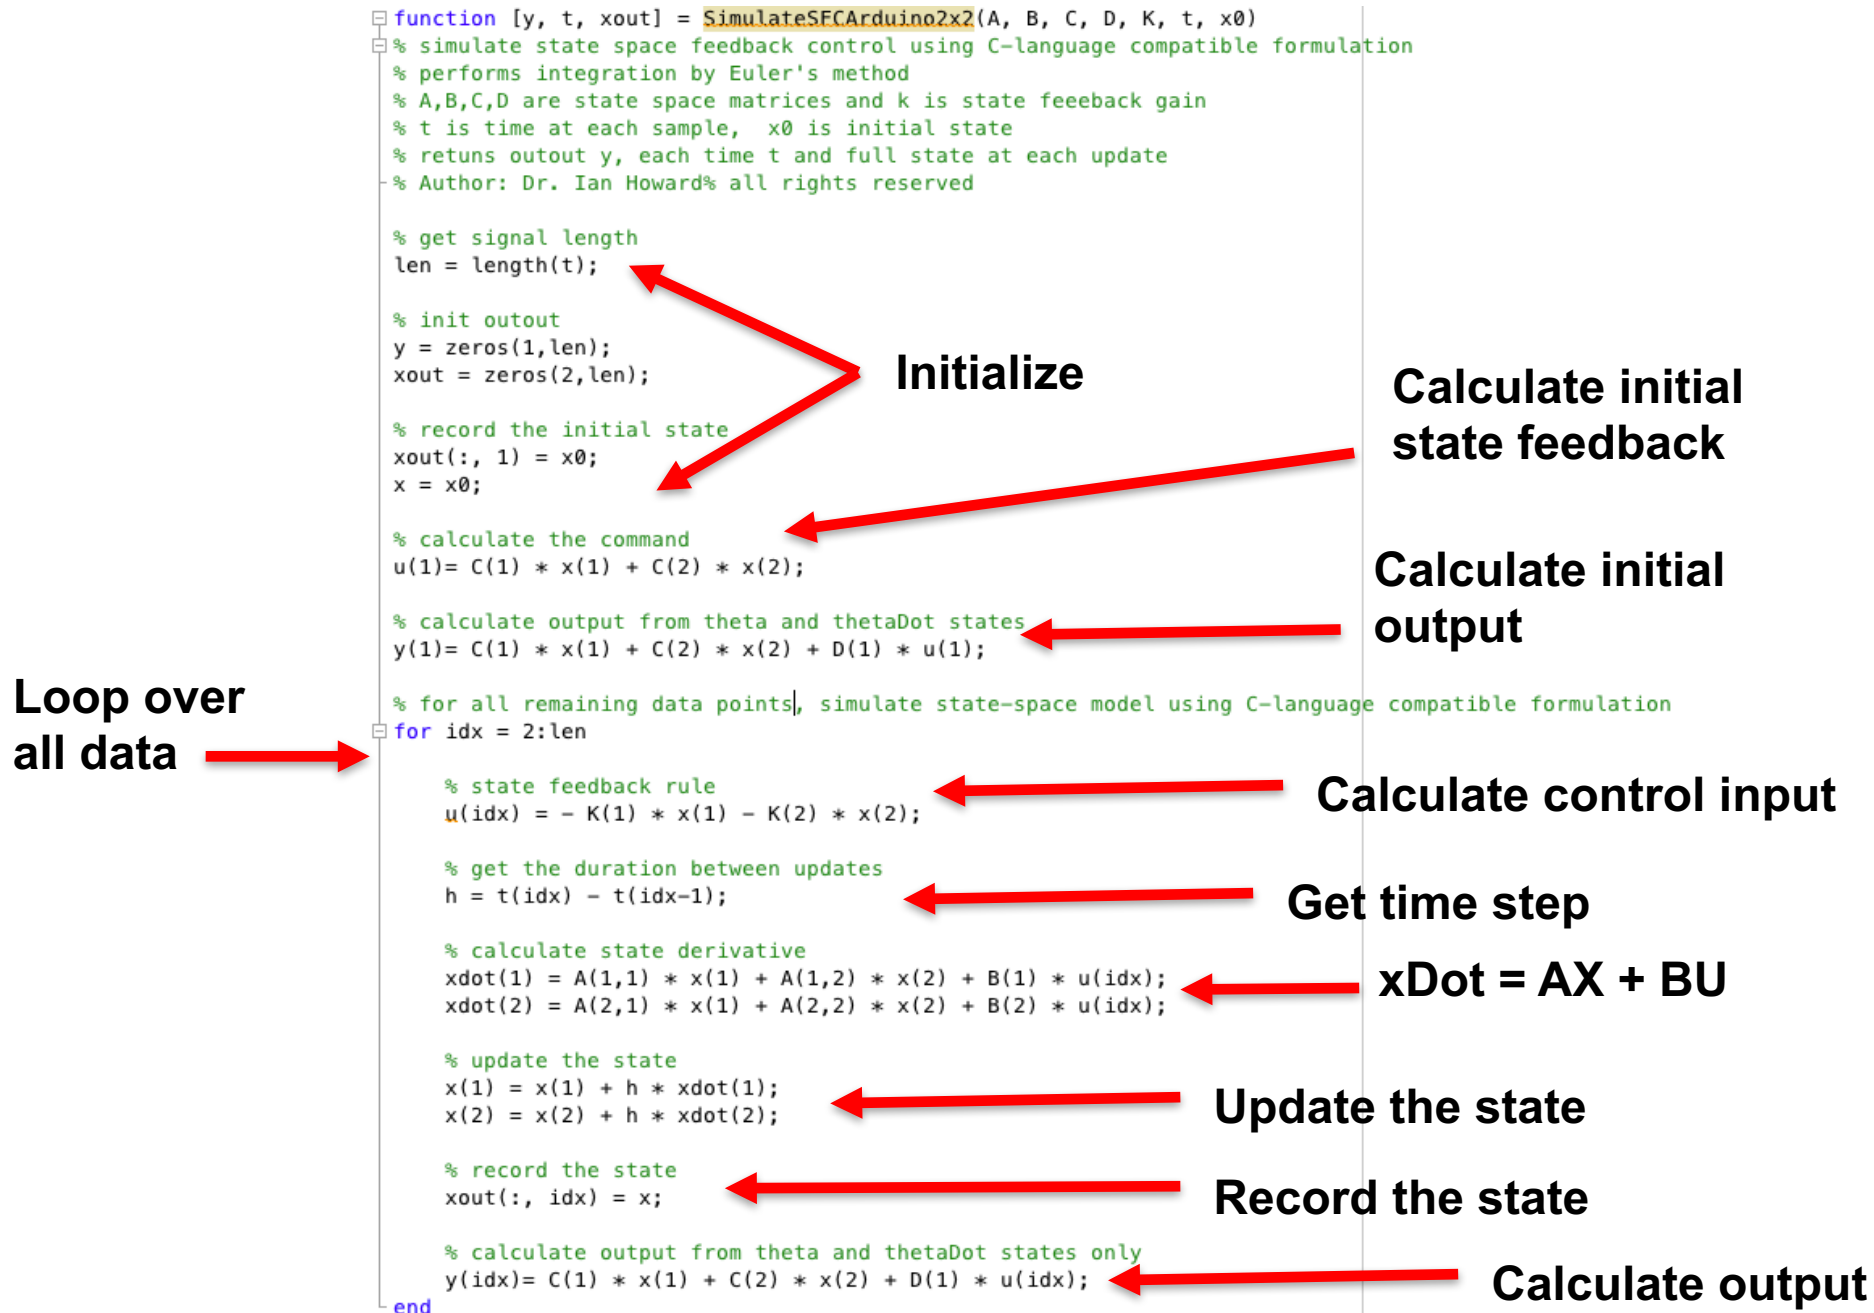 function [y, t, xout] = SimulateSFCArduino2x2(A, B, C, D, K, t, x0)
% simulate state space feedback control using C-language compatible formulation
% performs integration by Euler's method
% A,B,C,D are state space matrices and k is state feeeback gain
% t is time at each sample,  x0 is initial state
% retuns outout y, each time t and full state at each update
% Author: Dr. Ian Howard% all rights reserved
% get signal length
len = length(t);
% init outout
y = zeros(1,len);
xout = zeros(2,len);
Initialize
% record the initial state
xout(:, 1) = x0;
x = x0;
Calculate initial
state feedback
% calculate the command
u(1)= C(1) * x(1) + C(2) * x(2);
% calculate output from theta and thetaDot states
y(1)= C(1) * x(1) + C(2) * x(2) + D(1) * u(1);
Calculate initial
output
Loop over
all data
% for all remaining data points, simulate state-space model using C-language compatible formulation
for idx = 2:len
% state feedback rule
u(idx) = - K(1) * x(1) - K(2) * x(2);
Calculate control input
% get the duration between updates
h = t(idx) - t(idx-1);
Get time step
% calculate state derivative
xdot(1) = A(1,1) * x(1) + A(1,2) * x(2) + B(1) * u(idx);
xdot(2) = A(2,1) * x(1) + A(2,2) * x(2) + B(2) * u(idx);
xDot = AX + BU
% update the state
x(1) = x(1) + h * xdot(1);
x(2) = x(2) + h * xdot(2);
Update the state
% record the state
xout(:, idx) = x;
Record the state
% calculate output from theta and thetaDot states only
y(idx)= C(1) * x(1) + C(2) * x(2) + D(1) * u(idx);
Calculate output
end